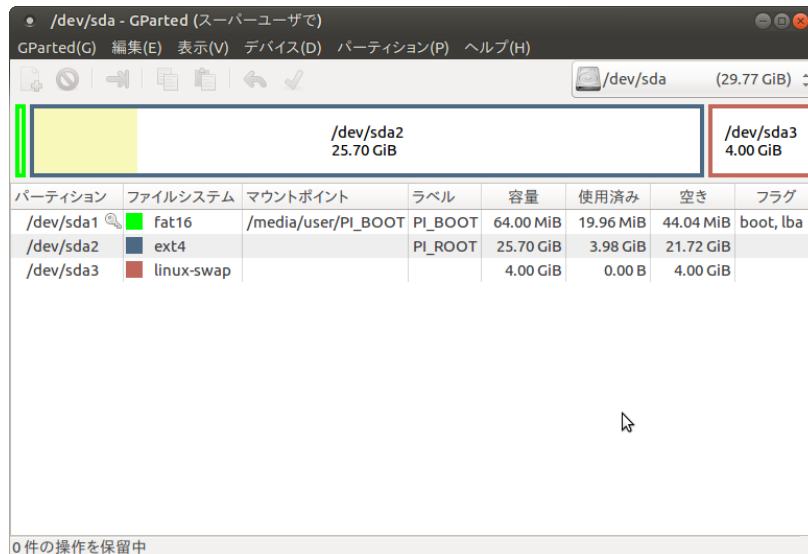 /dev/sda - GParted (スーパーユーザで)
GParted(G) 編集(E) 表示(V) デバイス(D) パーティション(P) ヘルプ(H)
/dev/sda (29.77 GiB)
/dev/sda2
25.70 GiB
/dev/sda3
4.00 GiB
パーティション ファイルシステム マウントポイント ラベル 容量 使用済み 空き フラグ
/dev/sda1 fat16 /media/user/PI_BOOT PI_BOOT 64.00 MiB 19.96 MiB 44.04 MiB boot, lba
/dev/sda2 ext4 PI_ROOT 25.70 GiB 3.98 GiB 21.72 GiB
/dev/sda3 linux-swap 4.00 GiB 0.00 B 4.00 GiB
0 件の操作を保留中